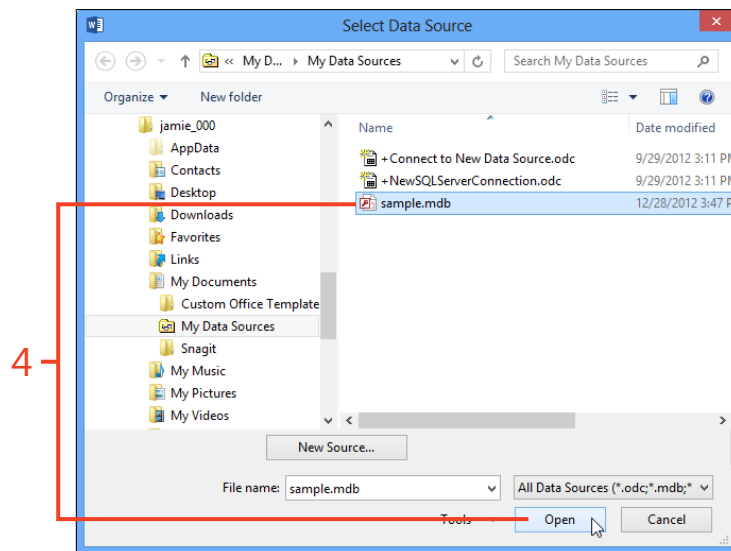 Select Data Source
« My D... My Data Sources
Search My Data Sources
Organize
New folder
Name
Date modified
jamie_000
AppData
Contacts
Desktop
Downloads
Favorites
Links
My Documents
Custom Office Template
My Data Sources
Snagit
My Music
My Pictures
My Videos
+Connect to New Data Source.odc 9/29/2012 3:11 PM
+NewSQLServerConnection.odc 9/29/2012 3:11 PM
sample.mdb 12/28/2012 3:47 P
4
New Source...
File name: sample.mdb
All Data Sources (*.odc;*.mdb;*
Tools
Open
Cancel